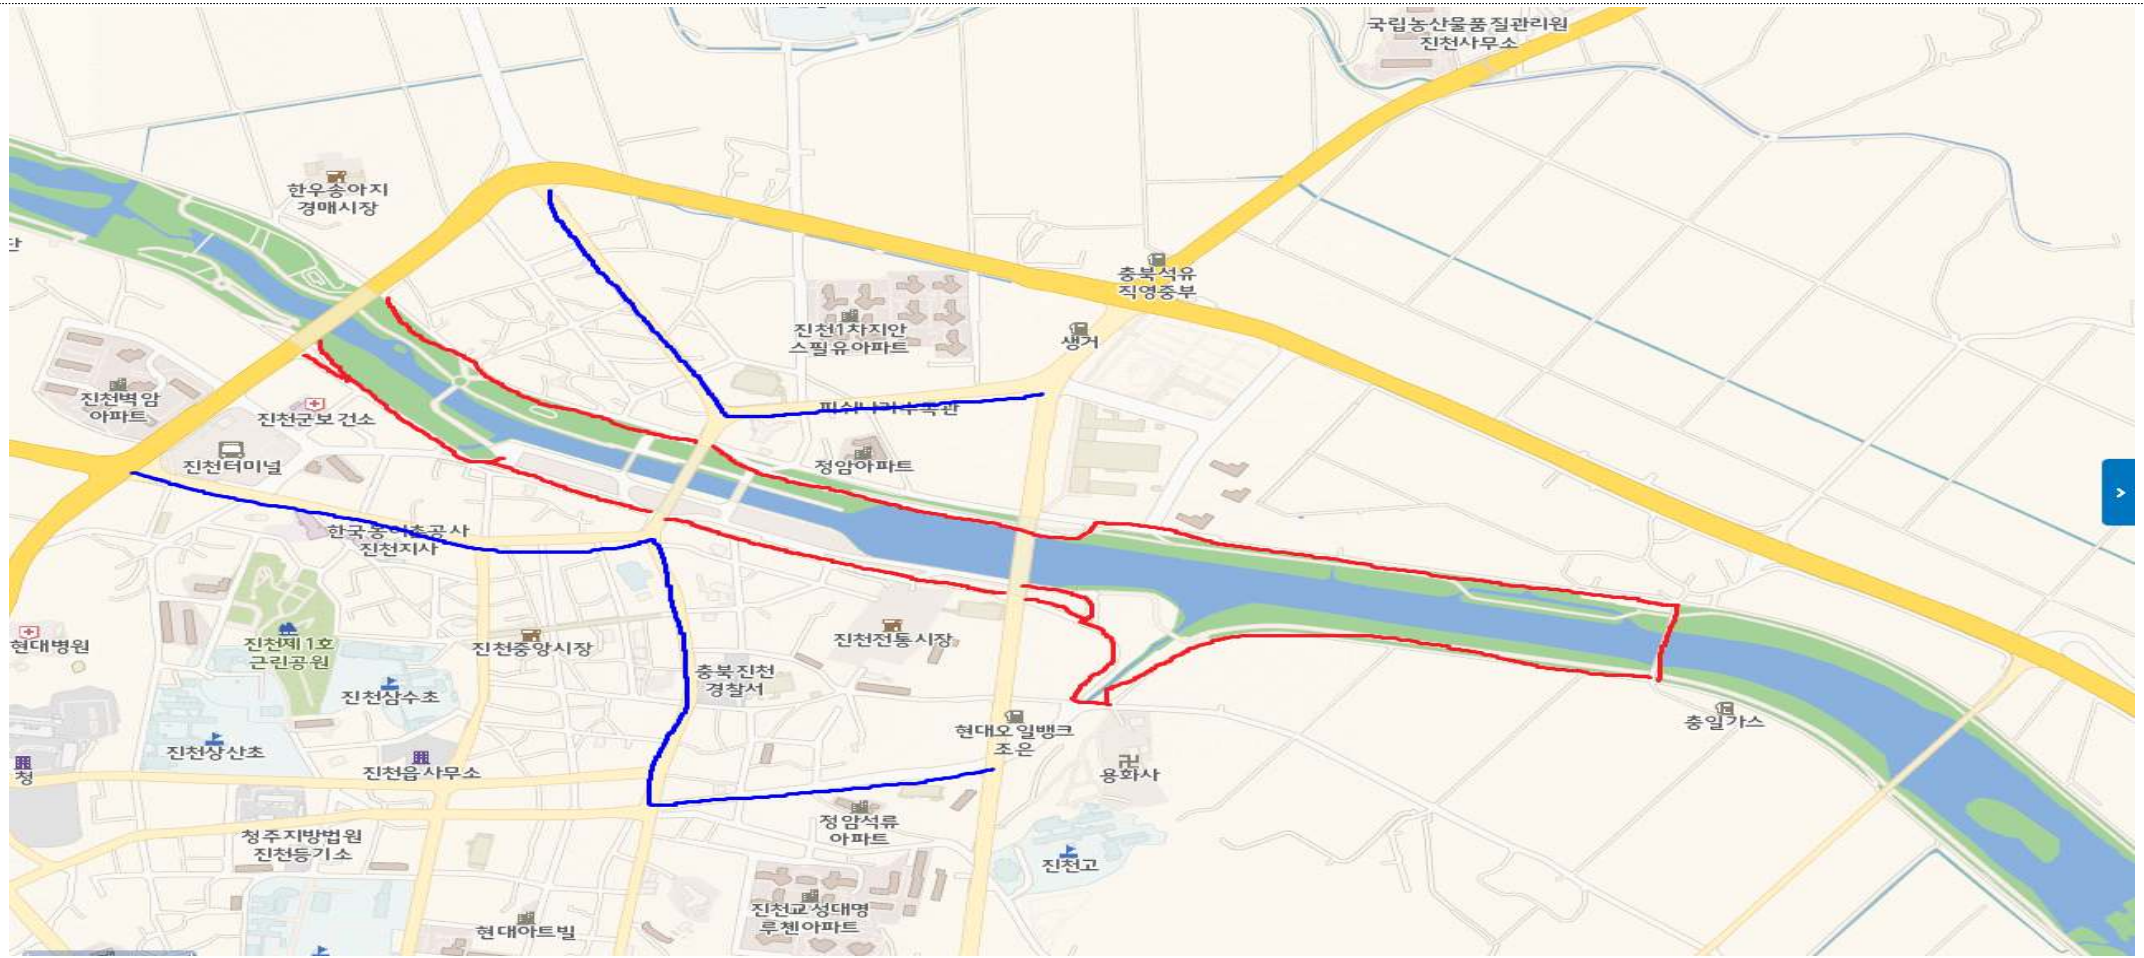 국립농산물품질관리원
진천사무소
한우송아지
경매시장
단
충북석유
직영중부
진천1차지안
스필유아파트
생거
진천벽암
아파트
진천군보건소
진천터미널
정암아파트
>
한국농어촌공사
진천지사
현대병원
진천제1호
근린공원
진천중앙시장
진천전통시장
충북진천
경찰서
진천삼수초
현대오일뱅크
조은
충일가스
진천상산초
진천읍사무소
청
용화사
청주지방법원
진천등기소
정암석류
아파트
진천고
현대아트빌
진천교성대명
루첸아파트